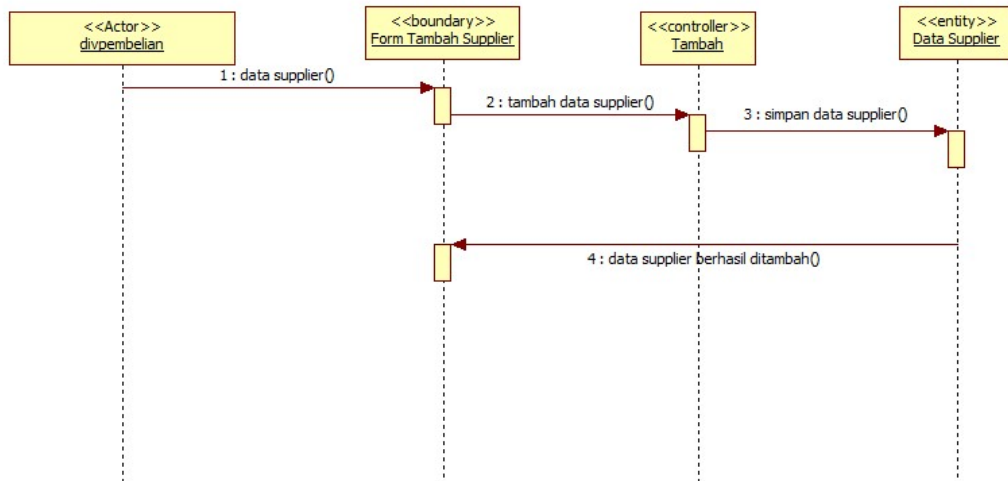 <<Actor>>
divpembelian
<<boundary>>
Form Tambah Supplier
<<controller>>
Tambah
<<entity>>
Data Supplier
1 : data supplier()
2 : tambah data supplier()
3 : simpan data supplier()
4 : data supplier berhasil ditambah()